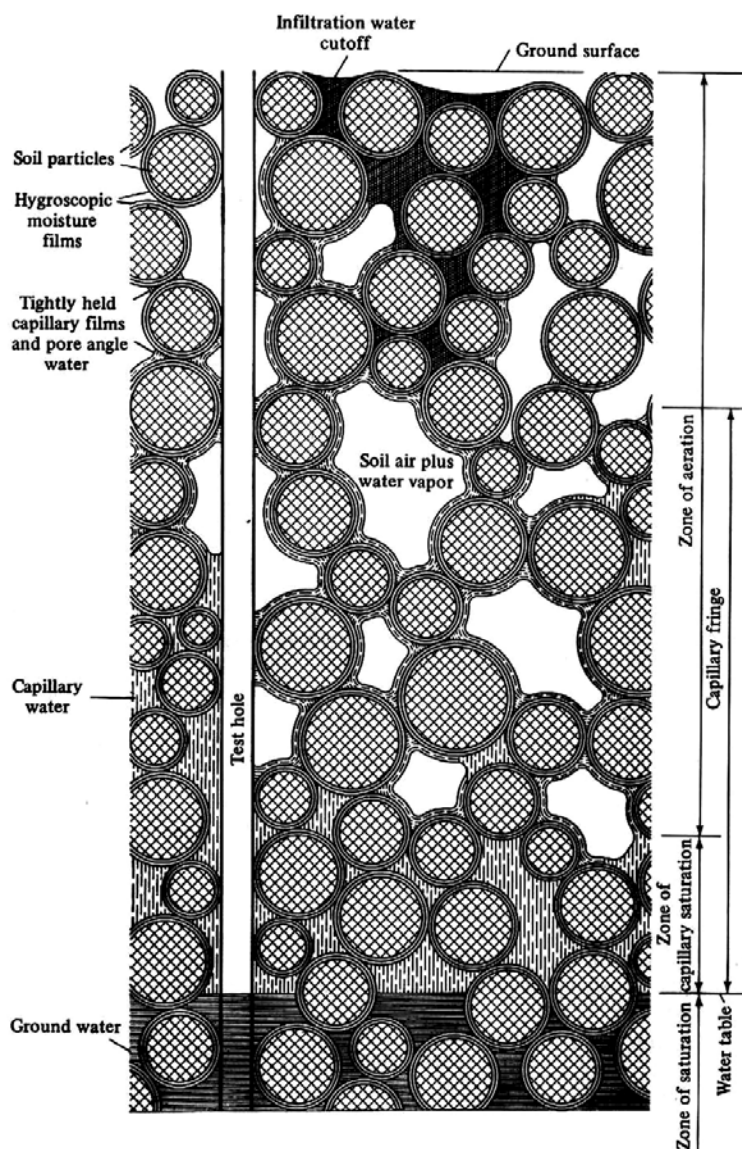 Infiltration water
cutoff
Ground surface
Soil particles
Hygroscopic
moisture
films
Tightly held
capillary films
and pore angle
water
Soil air plus
water vapor
Zone of aeration
Capillary fringe
Capillary
water
Test hole
Zone of
capillary saturation
Ground water
Zone of saturation
Water table